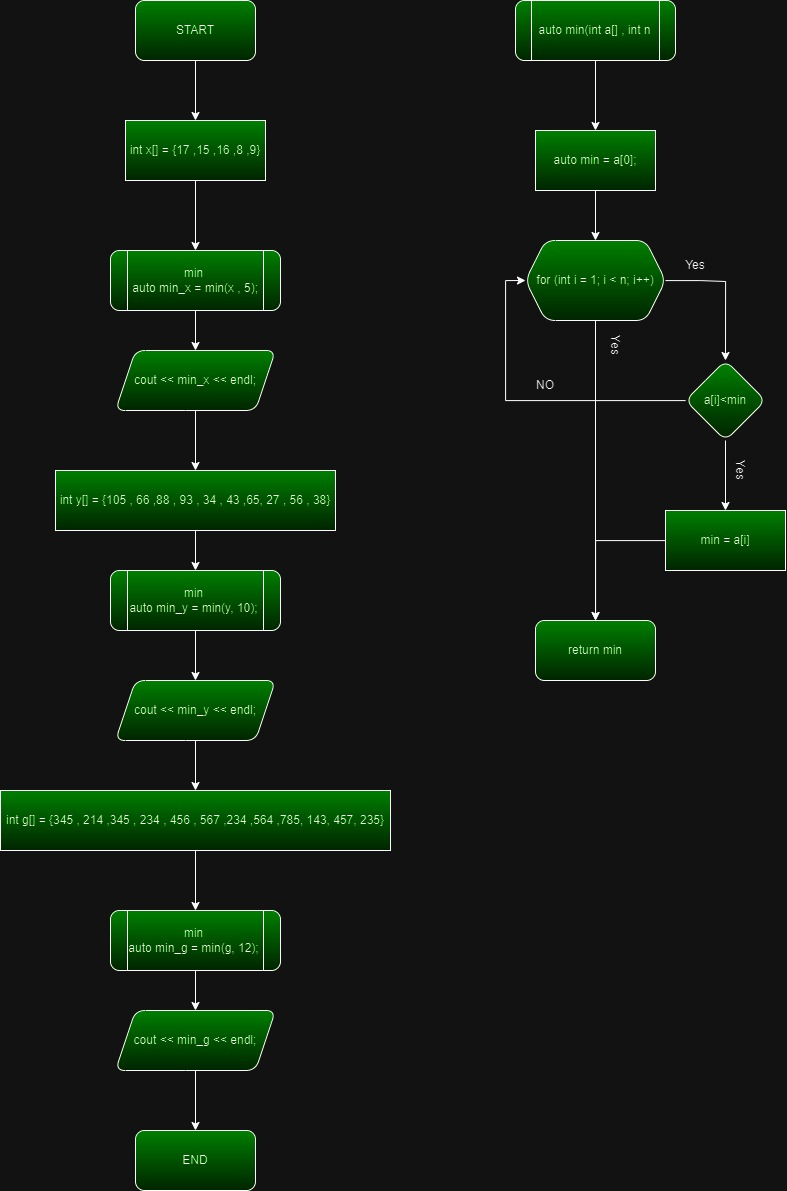 START
int x[] = {17 ,15 ,16 ,8 ,9}
min
auto min_x = min(x , 5);
cout << min_x << endl;
int y[] = {105 , 66 ,88 , 93 , 34 , 43 ,65, 27 , 56 , 38}
min
auto min_y = min(y, 10);
cout << min_y << endl;
int g[] = {345 , 214 ,345 , 234 , 456 , 567 ,234 ,564 ,785, 143, 457, 235}
min
auto min_g = min(g, 12);
cout << min_g << endl;
END
auto min(int a[] , int n
auto min = a[0];
for (int i = 1; i < n; i++)
Yes
Yes
NO
a[i]<min
Yes
min = a[i]
return min